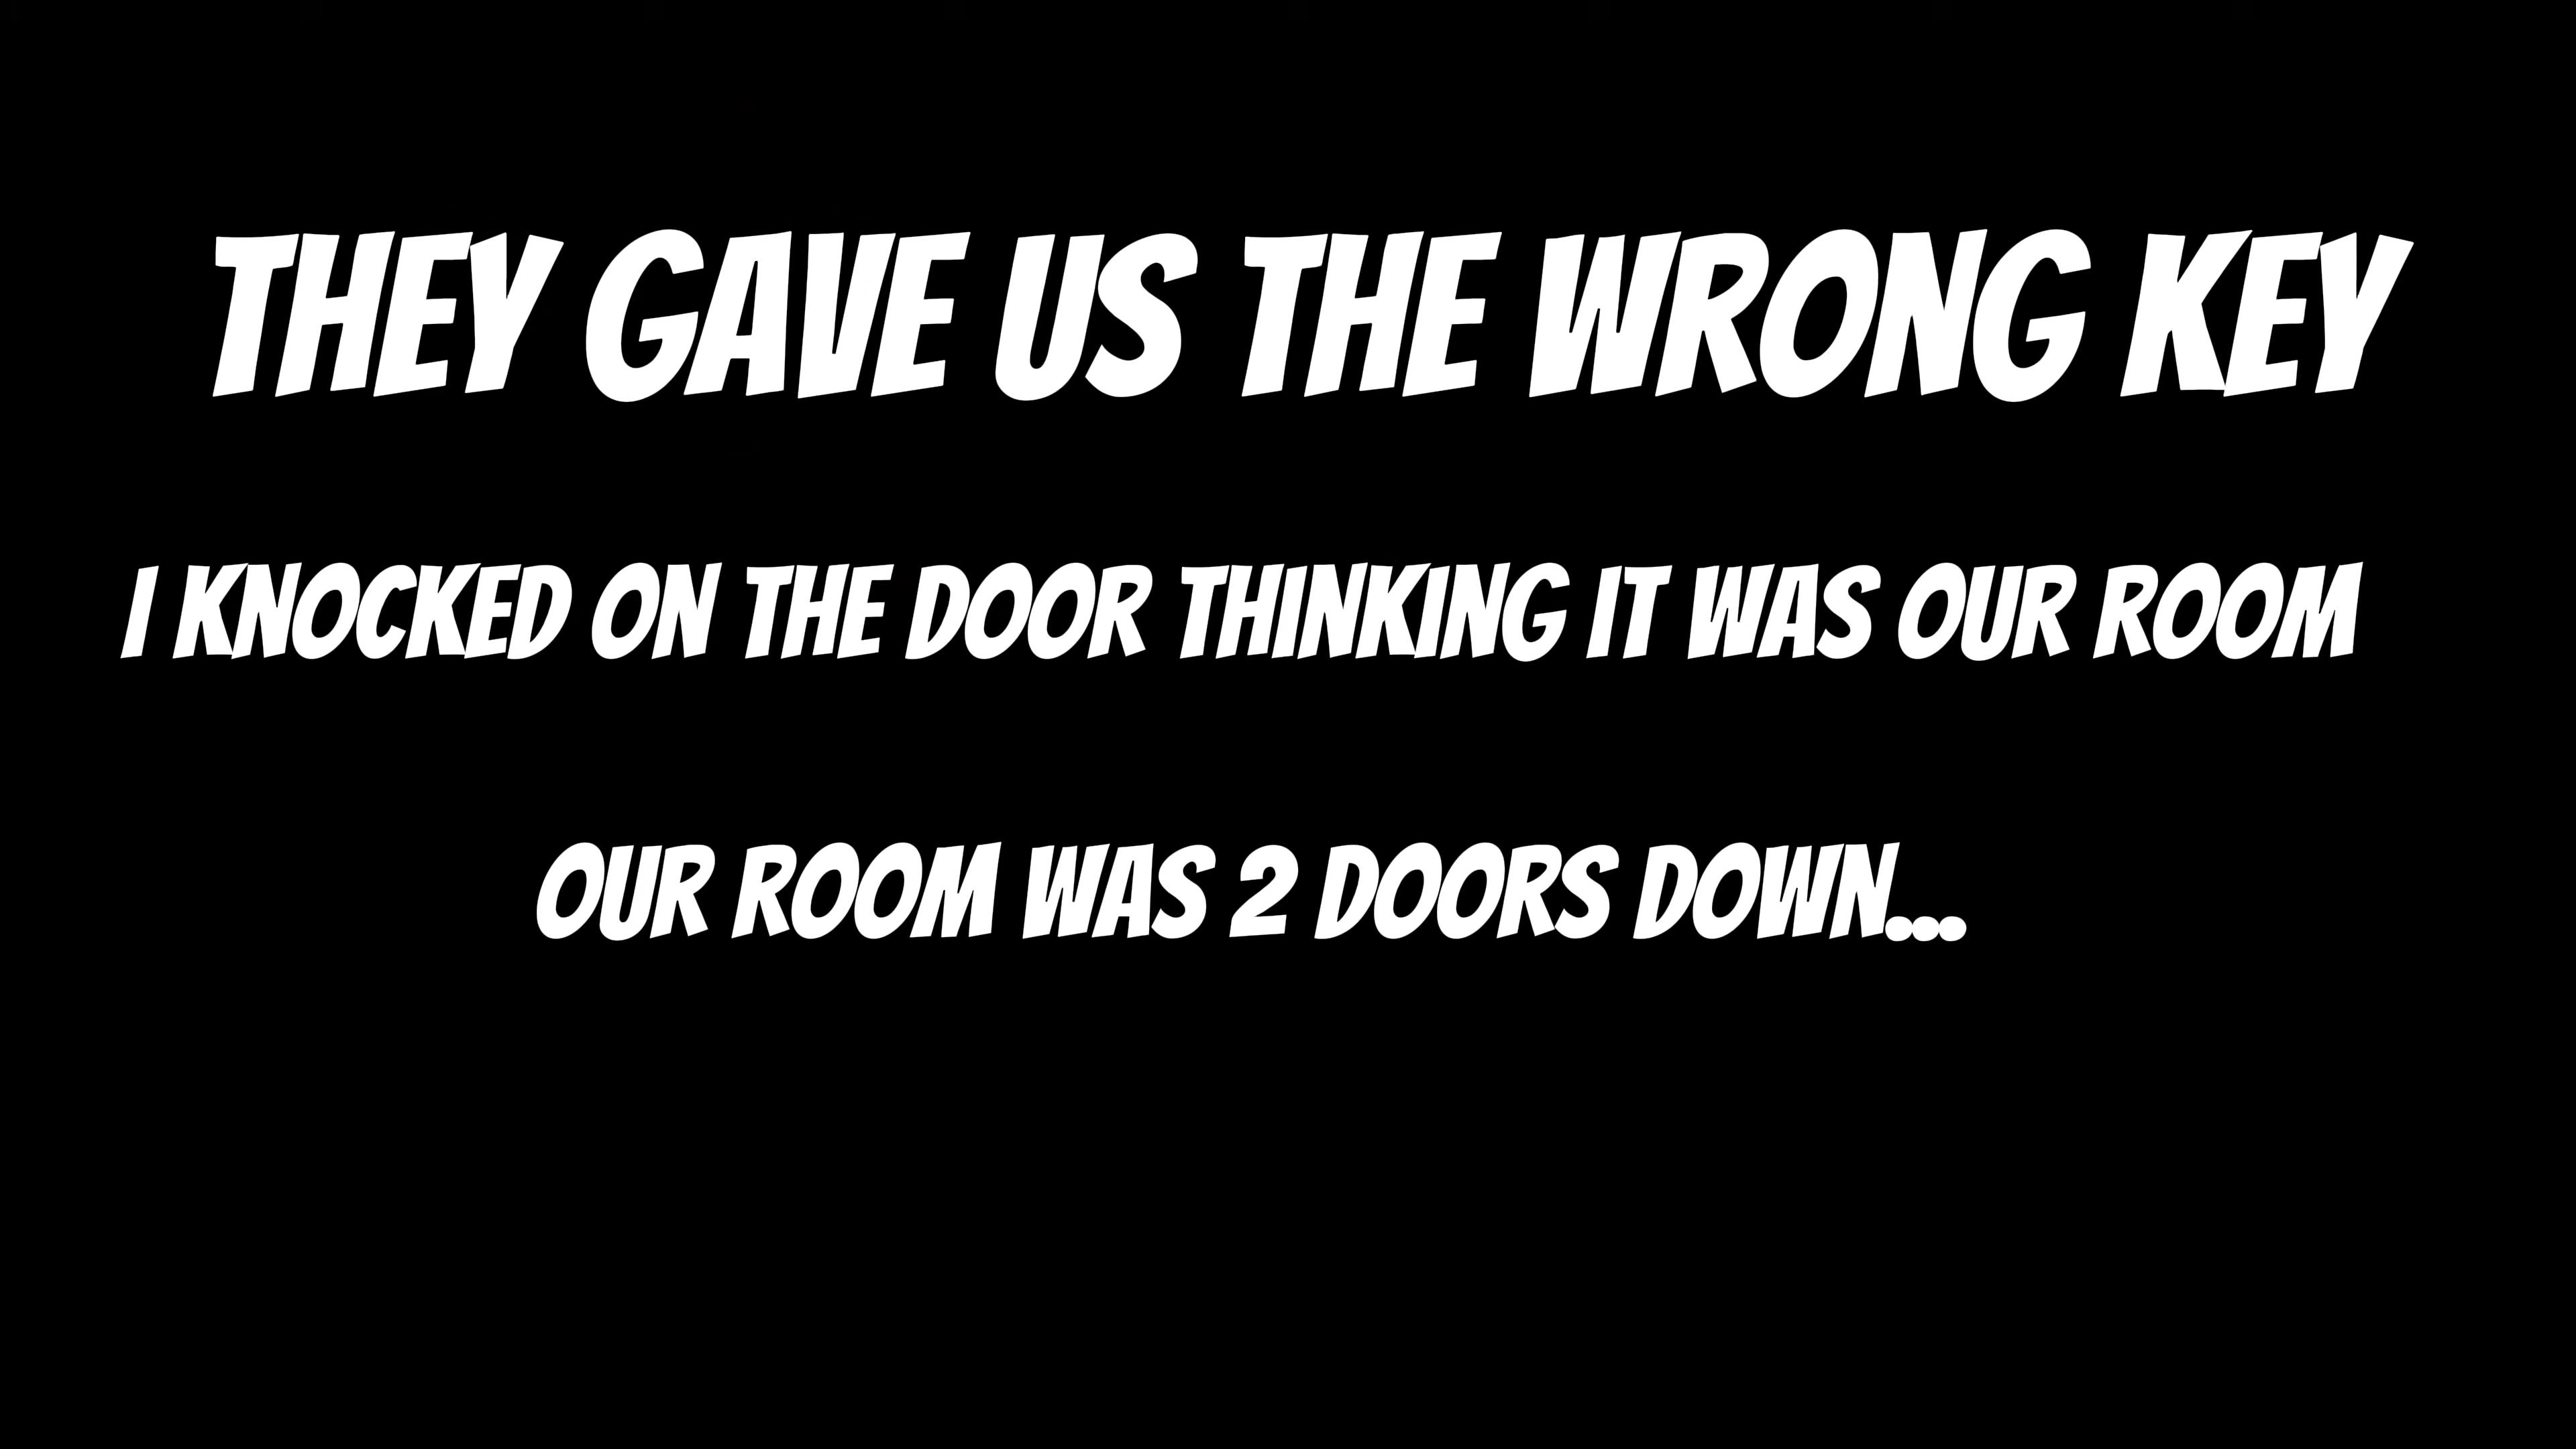 THEY GAVE US THE WRONG KEY
I KNOCKED ON THE DOOR THINKING IT WAS OUR ROOM
OUR ROOM WAS 2 DOORS DOWN...